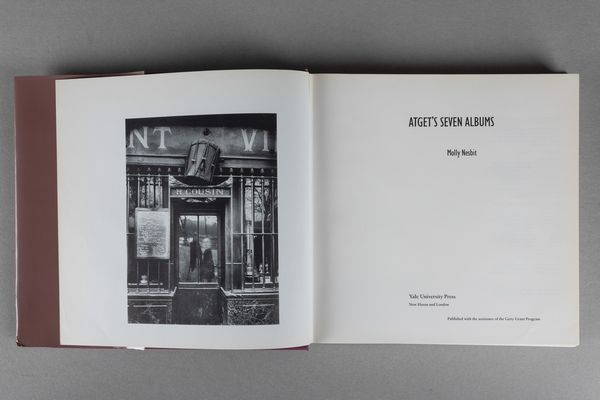 NT VI
H. COUSIN
ATGET'S SEVEN ALBUMS
Molly Nesbit
Yale University Press
New Haven and London
Published with the assistance of the Getty Grant Program